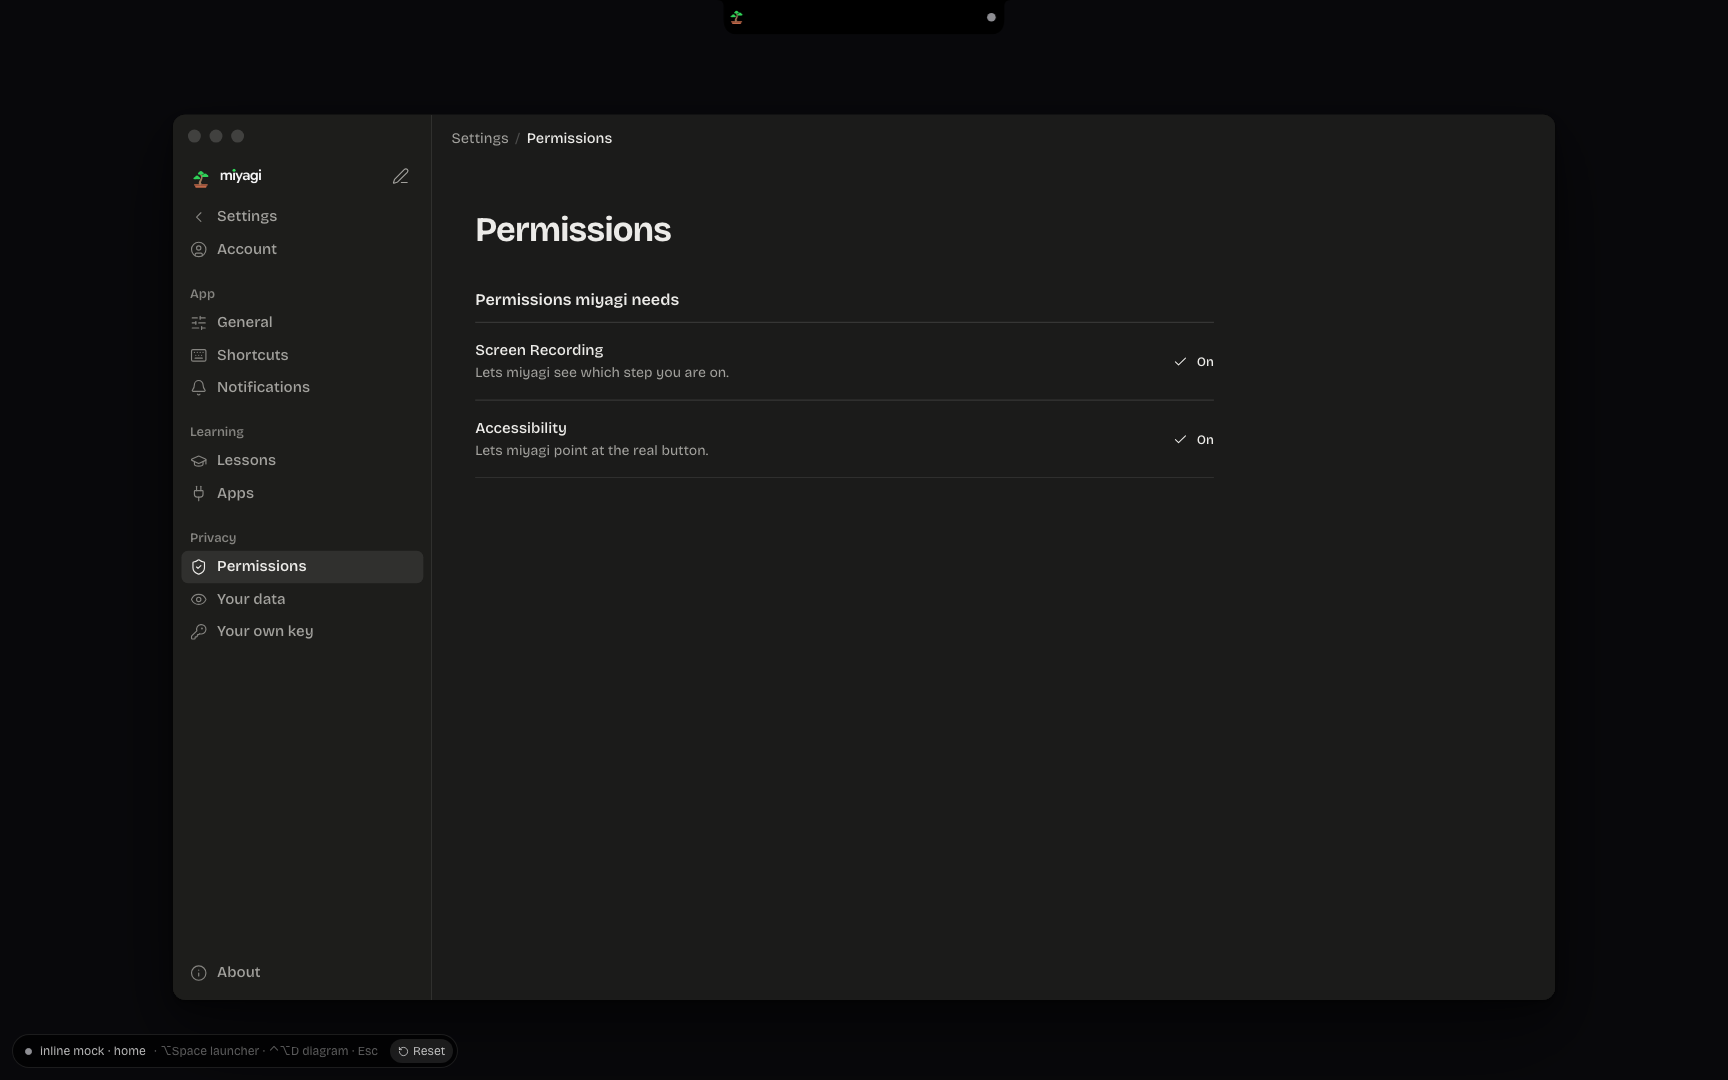 miyagi
Settings
Account
App
General
Shortcuts
Notifications
Learning
Lessons
Apps
Privacy
Permissions
Your data
Your own key
About
Settings / Permissions
Permissions
Permissions miyagi needs
Screen Recording
Lets miyagi see which step you are on.
On
Accessibility
Lets miyagi point at the real button.
On
inline mock · home · ⌥Space launcher · ^⌥D diagram · Esc Reset